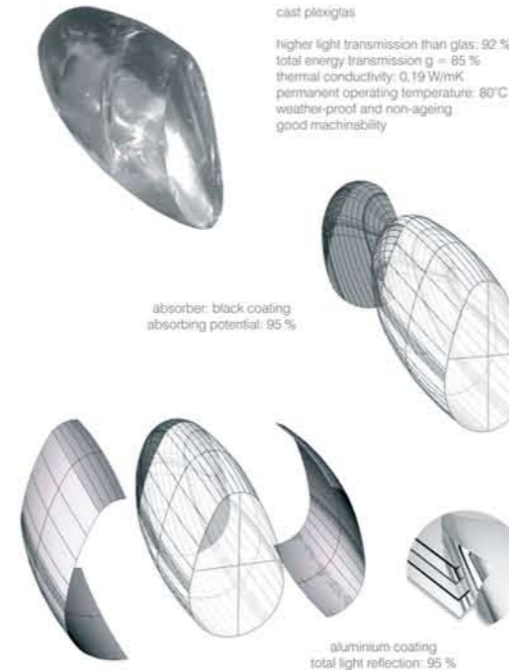 cast plexiglas
higher light transmission than glas: 92 %
total energy transmission g = 85 %
thermal conductivity: 0,19 W/mK
permanent operating temperature: 80°C
weather-proof and non-ageing
good machinability
absorber: black coating
absorbing potential: 95 %
aluminium coating
total light reflection: 95 %